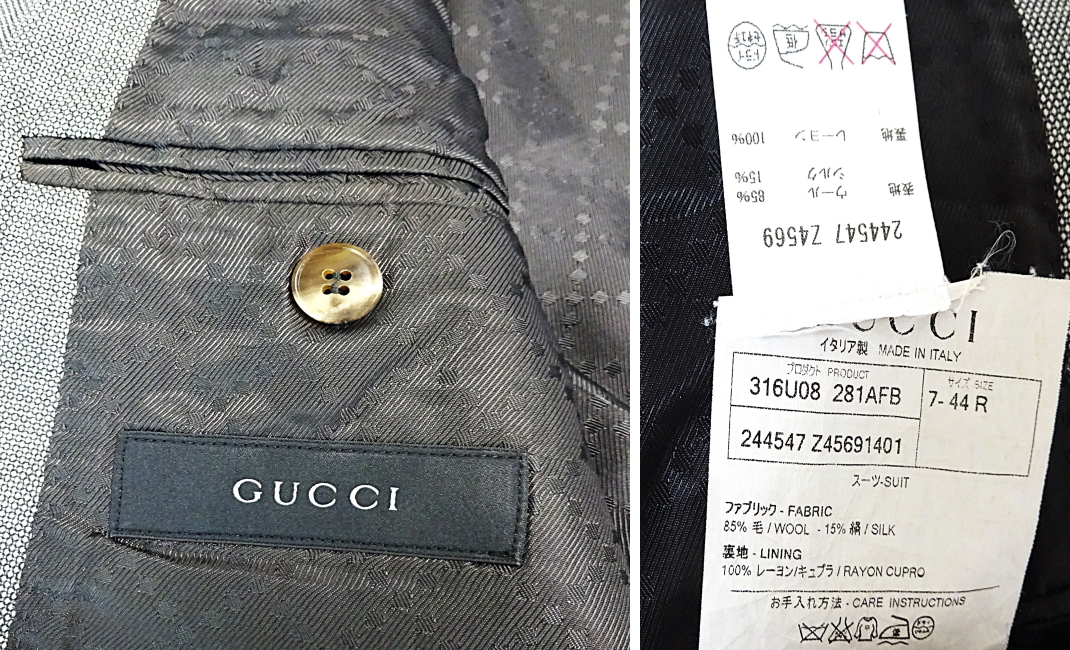 GUCCI
244547 Z4569
表地 ウール 85%
シルク 15%
裏地 レーヨン 100%
GUCCI
イタリア製 MADE IN ITALY
プロダクト PRODUCT
316U08 281AFB
サイズ SIZE
7- 44 R
244547 Z45691401
スーツ-SUIT
ファブリック - FABRIC
85% 毛 / WOOL - 15% 絹 / SILK
裏地 - LINING
100% レーヨン/キュプラ / RAYON CUPRO
お手入れ方法 - CARE INSTRUCTIONS